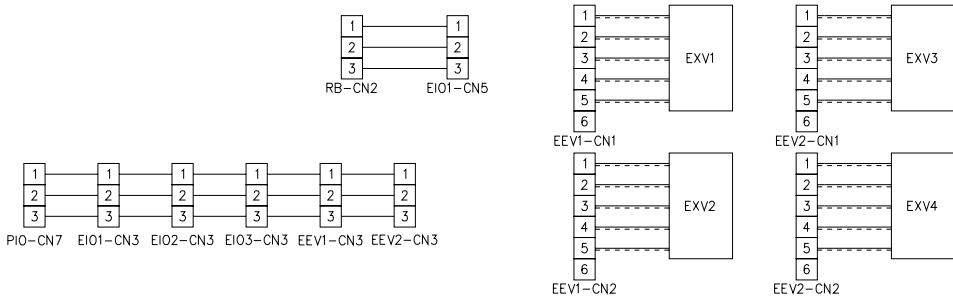 1 1
2 2
3 3
RB-CN2 EIO1-CN5
1 1 1 1 1 1
2 2 2 2 2 2
3 3 3 3 3 3
PIO-CN7 EIO1-CN3 EIO2-CN3 EIO3-CN3 EEV1-CN3 EEV2-CN3
1
2
3
4
5
6
EXV1
EEV1-CN1
1
2
3
4
5
6
EXV3
EEV2-CN1
1
2
3
4
5
6
EXV2
EEV1-CN2
1
2
3
4
5
6
EXV4
EEV2-CN2